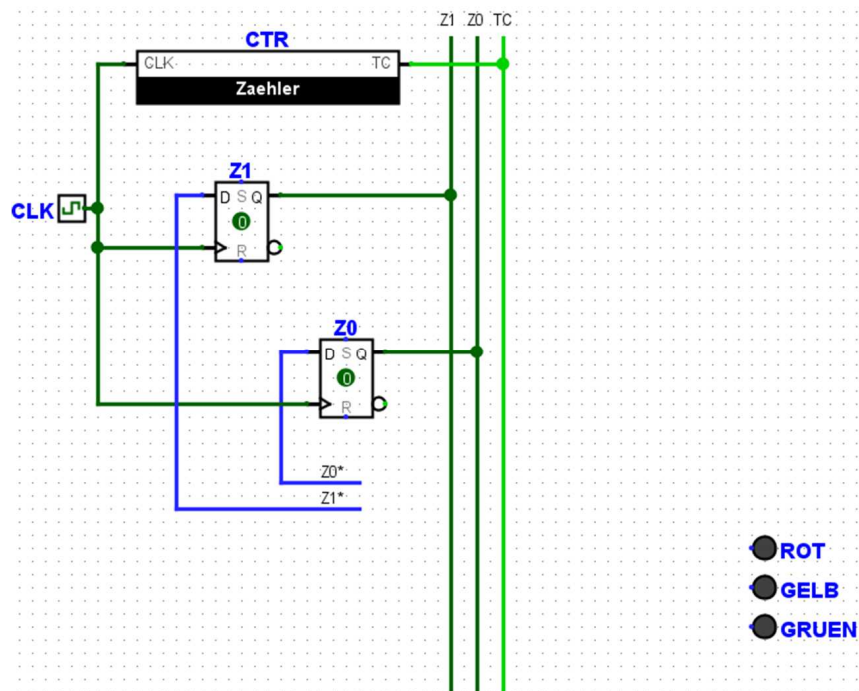 Z1 Z0 TC
CTR
CLK TC
Zaehler
Z1
D S Q
CLK
0
R
Z0
D S Q
0
R
Z0*
Z1*
ROT
GELB
GRUEN